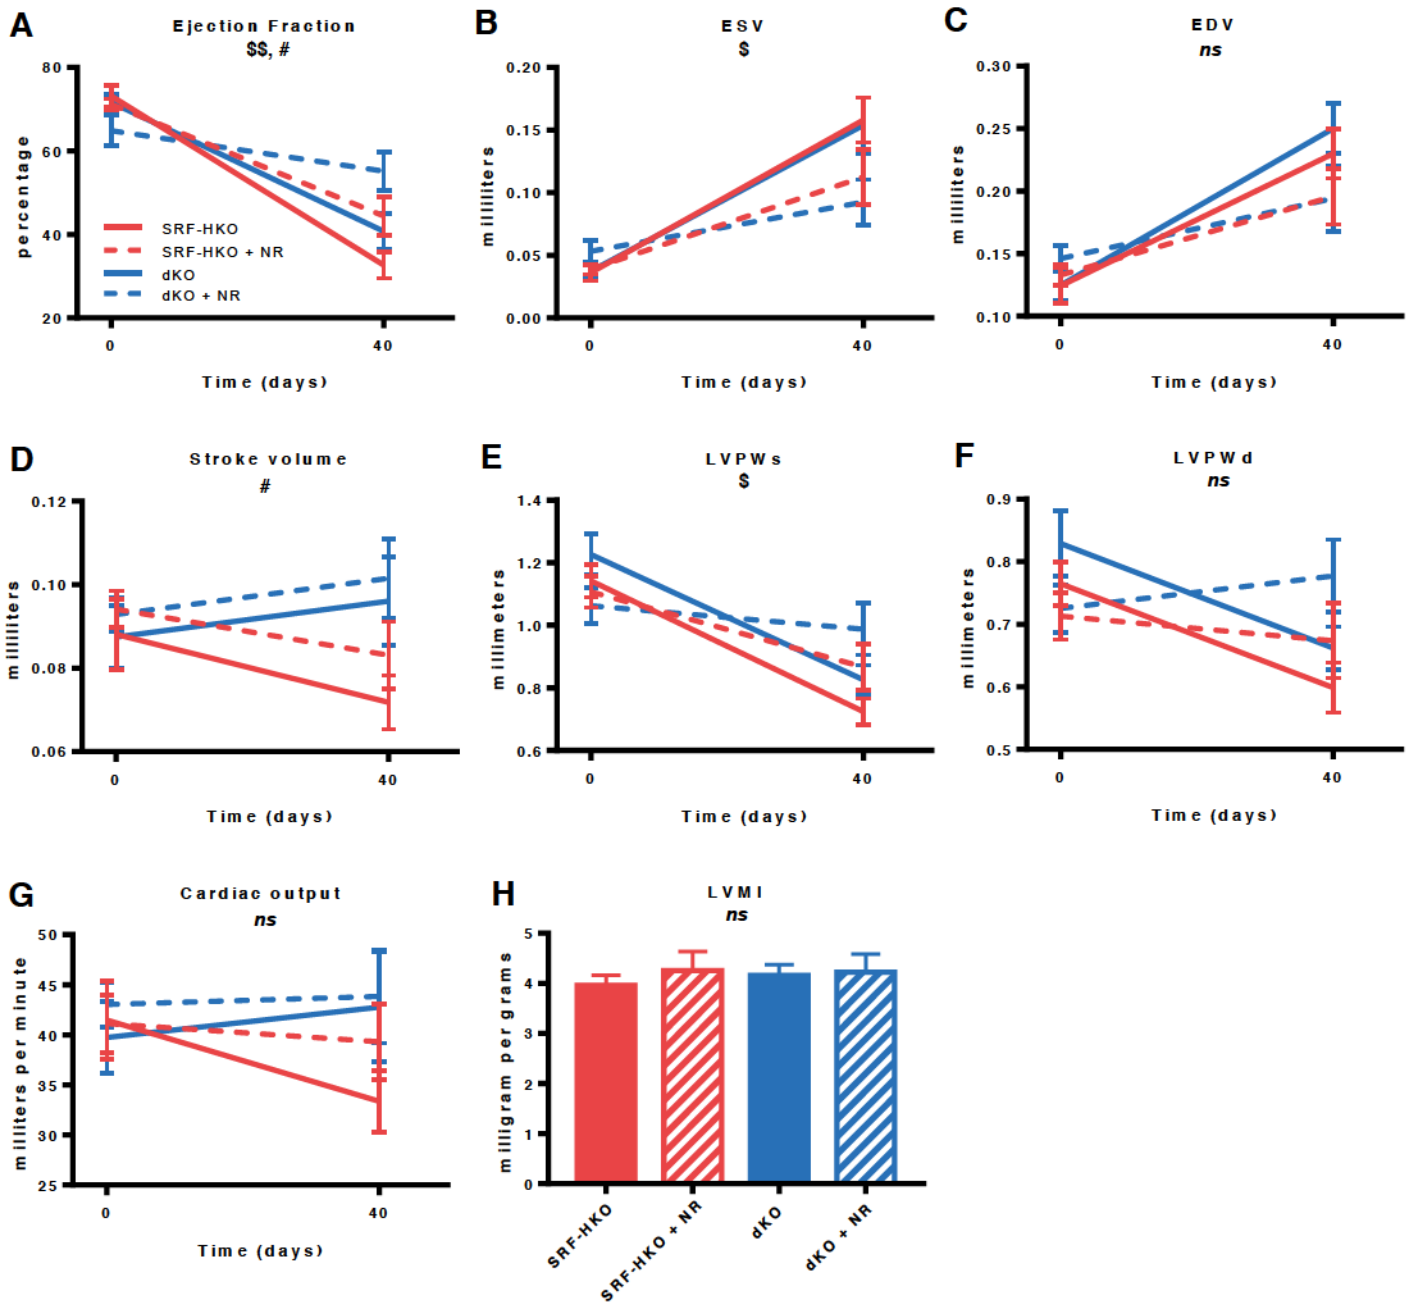 A
Ejection Fraction
$$, #
80
60
40
20
percentage
SRF-HKO
SRF-HKO + NR
dKO
dKO + NR
0
40
Time (days)
B
ESV
$
0.20
0.15
0.10
0.05
0.00
milliliters
0
40
Time (days)
C
EDV
ns
0.30
0.25
0.20
0.15
0.10
milliliters
0
40
Time (days)
D
Stroke volume
#
0.12
0.10
0.08
0.06
milliliters
0
40
Time (days)
E
LVPWs
$
1.4
1.2
1.0
0.8
0.6
millimeters
0
40
Time (days)
F
LVPWd
ns
0.9
0.8
0.7
0.6
0.5
millimeters
0
40
Time (days)
G
Cardiac output
ns
50
45
40
35
30
25
milliters per minute
0
40
Time (days)
H
LVMI
ns
5
4
3
2
1
0
milligram per grams
SRF-HKO
SRF-HKO + NR
dKO
dKO + NR